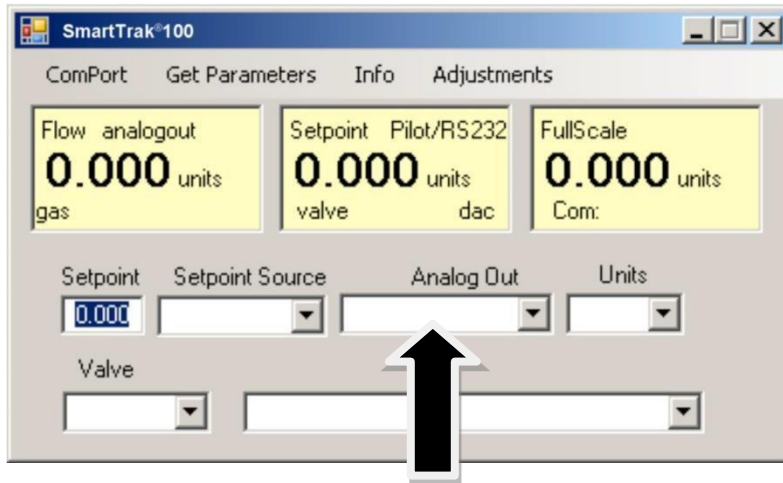 SmartTrak®100
ComPort Get Parameters Info Adjustments
Flow analogout
0.000 units
gas
Setpoint Pilot/RS232
0.000 units
valve dac
FullScale
0.000 units
Com:
Setpoint Setpoint Source Analog Out Units
0.000
Valve